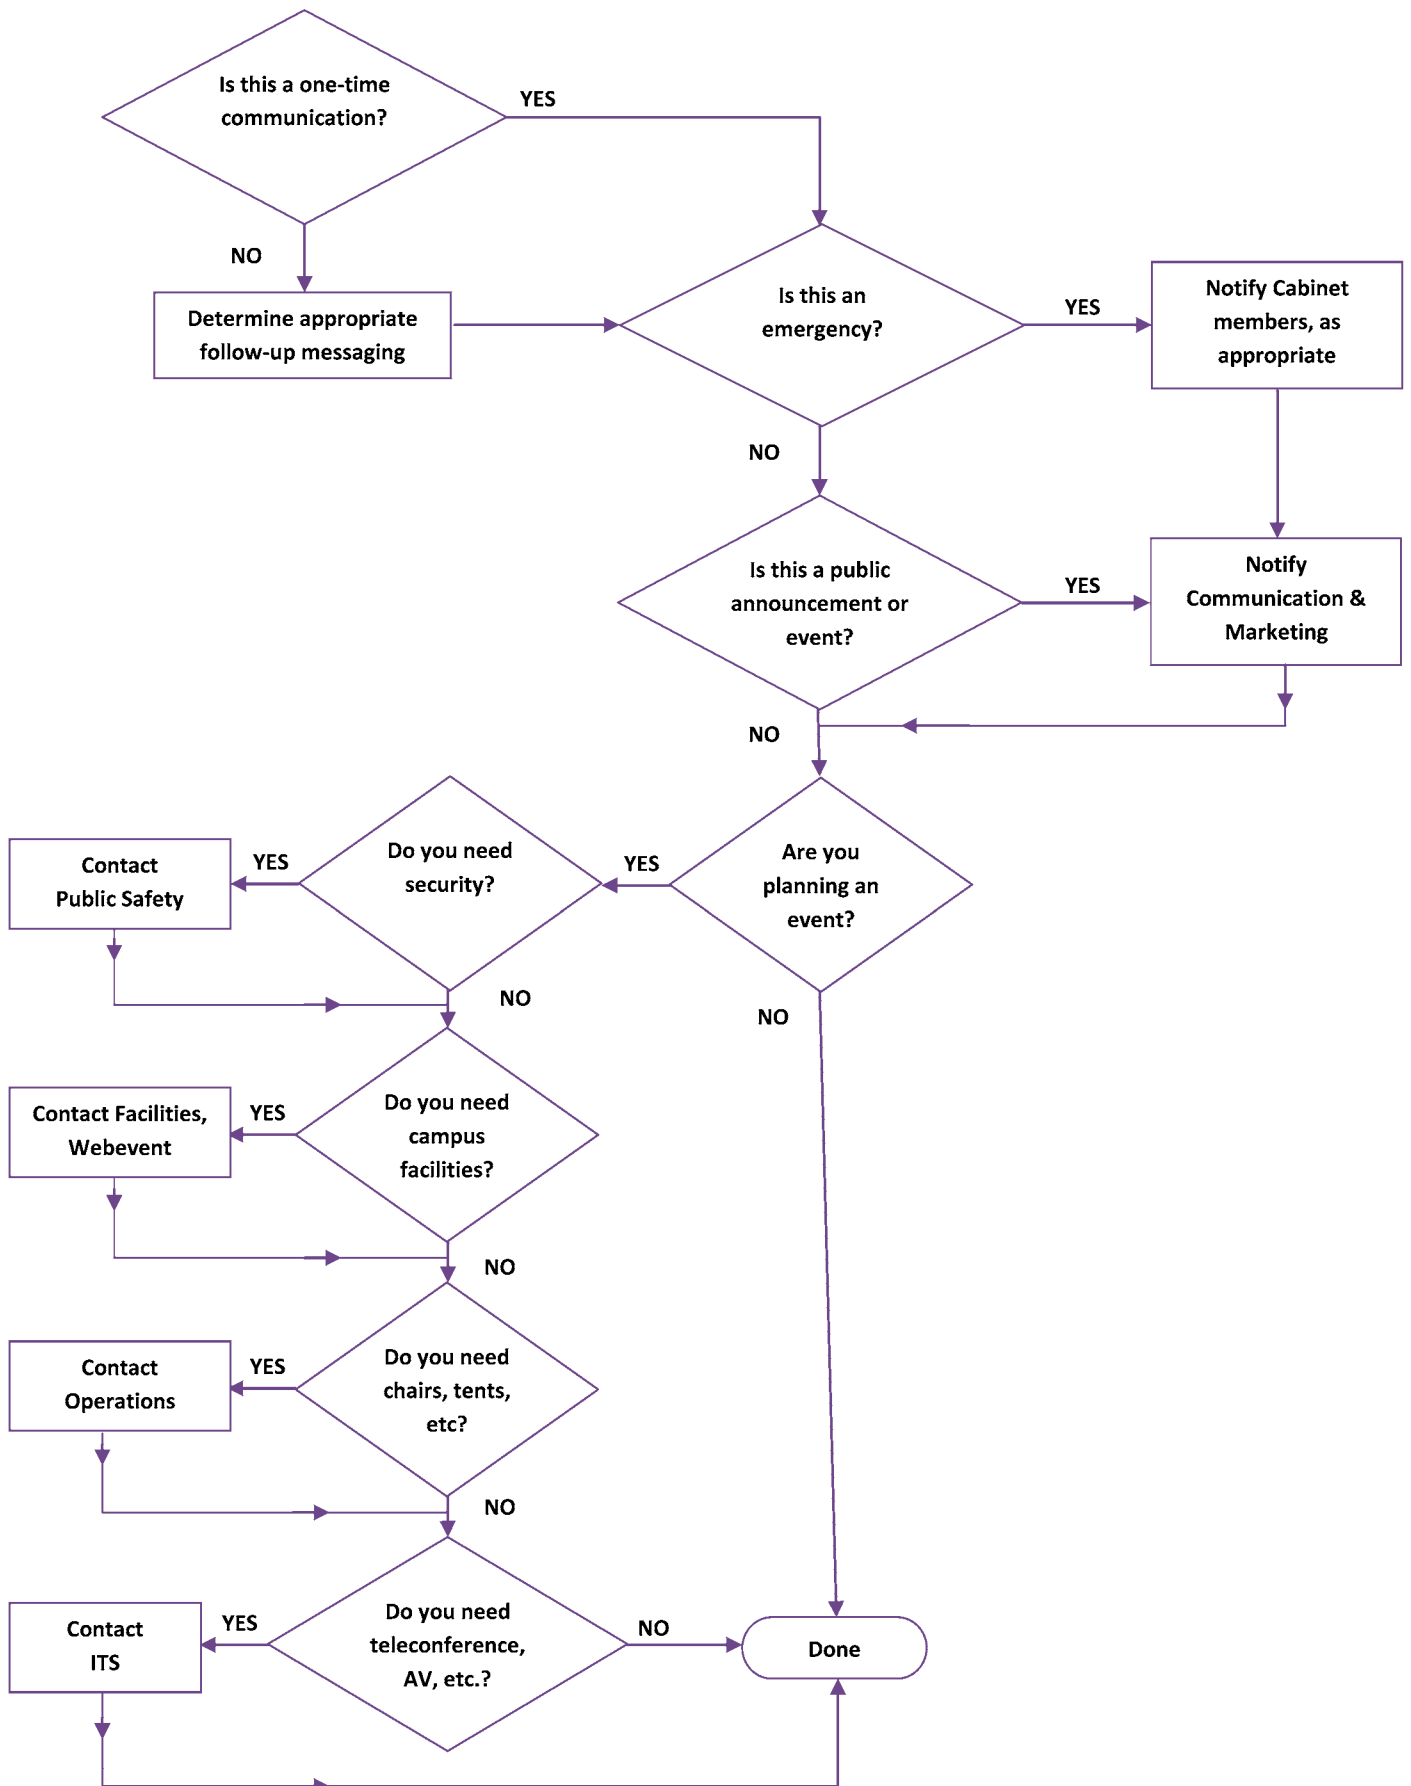 Is this a one-time
communication?
YES
NO
Determine appropriate
follow-up messaging
Is this an
emergency?
YES
Notify Cabinet
members, as
appropriate
NO
Is this a public
announcement or
event?
YES
Notify
Communication &
Marketing
NO
Are you
planning an
event?
YES
Do you need
security?
YES
Contact
Public Safety
NO
NO
Do you need
campus
facilities?
YES
Contact Facilities,
Webevent
NO
Do you need
chairs, tents,
etc?
YES
Contact
Operations
NO
Do you need
teleconference,
AV, etc.?
YES
Contact
ITS
NO
Done